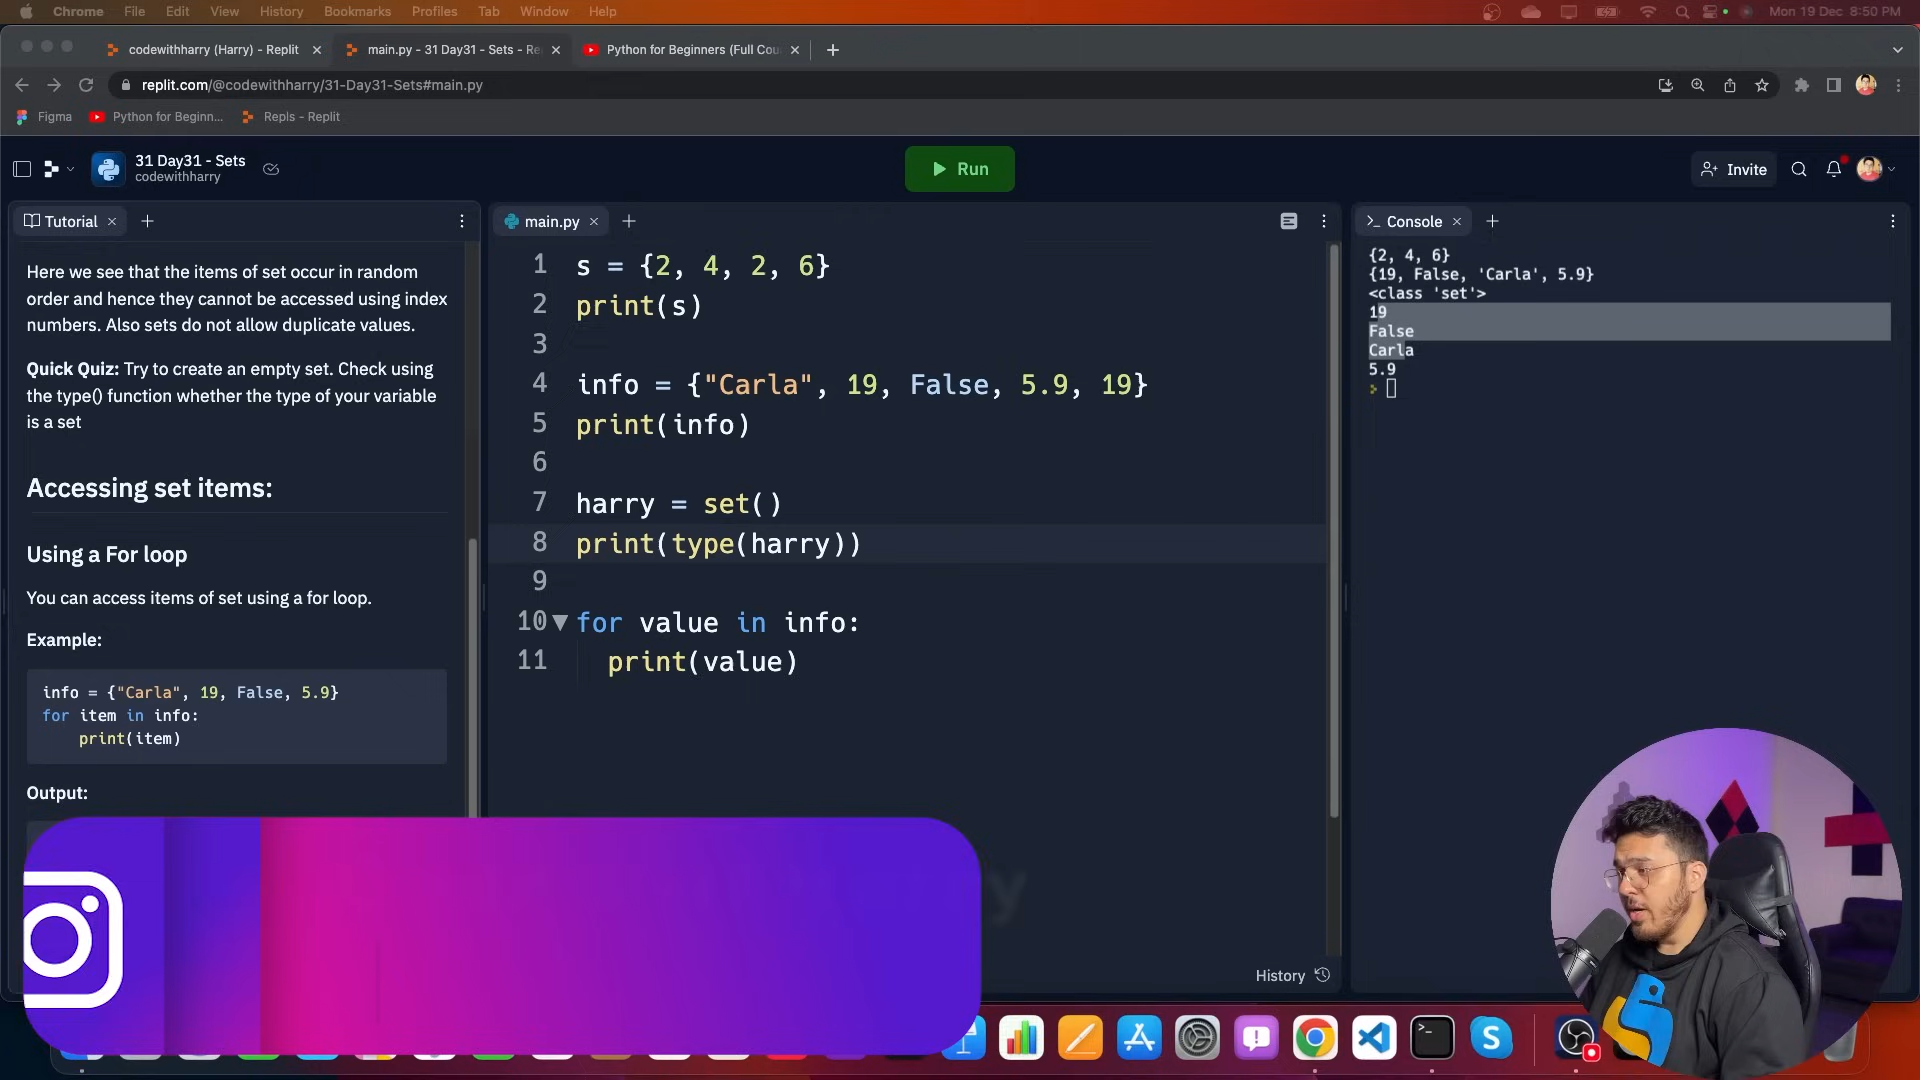 Chrome File Edit View History Bookmarks Profiles Tab Window Help Mon 19 Dec 8:50 PM
codewithharry (Harry) - Replit
main.py - 31 Day31 - Sets - Re
Python for Beginners (Full Cou
replit.com/@codewithharry/31-Day31-Sets#main.py
Figma
Python for Beginn...
Repls - Replit
31 Day31 - Sets
codewithharry
Run
Invite
Tutorial
Here we see that the items of set occur in random
order and hence they cannot be accessed using index
numbers. Also sets do not allow duplicate values.
Quick Quiz: Try to create an empty set. Check using
the type() function whether the type of your variable
is a set
Accessing set items:
Using a For loop
You can access items of set using a for loop.
Example:
info = {"Carla", 19, False, 5.9}
for item in info:
    print(item)
Output:
main.py
1 s = {2, 4, 2, 6}
2 print(s)
3
4 info = {"Carla", 19, False, 5.9, 19}
5 print(info)
6
7 harry = set()
8 print(type(harry))
9
10 for value in info:
11   print(value)
History
Console
{2, 4, 6}
{19, False, 'Carla', 5.9}
<class 'set'>
19
False
Carla
5.9